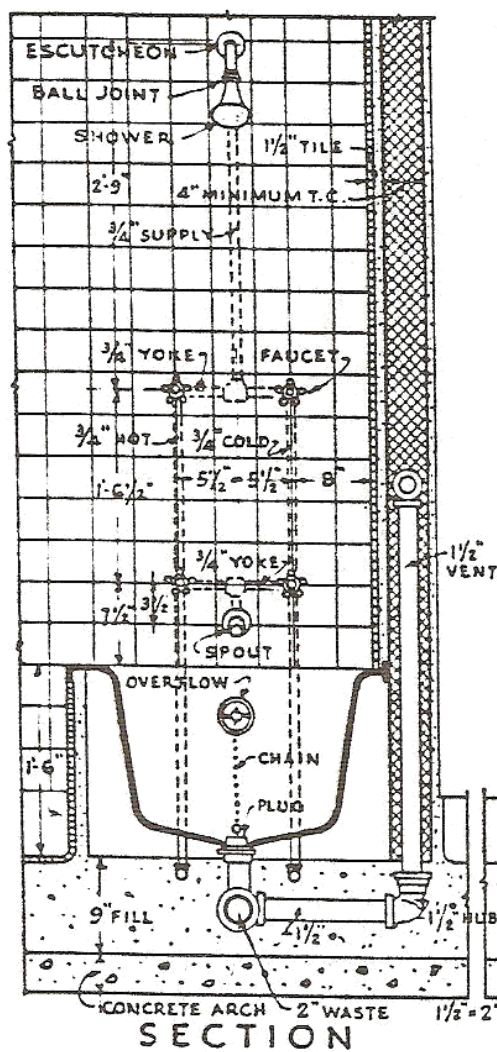 ESCUTCHEON
BALL JOINT
SHOWER
1½" TILE
2'-9"
4" MINIMUM T.C.
¾" SUPPLY
¾" YOKE
FAUCET
¾" HOT
¾" COLD
5½" = 5½"
8"
1'-6½"
1½"
VENT
¾" YOKE
7½"
3½
SPOUT
OVERFLOW
CHAIN
1'-6"
PLUG
9" FILL
1½"
1½" HUB
CONCRETE ARCH
2" WASTE
1½" = 2"
SECTION